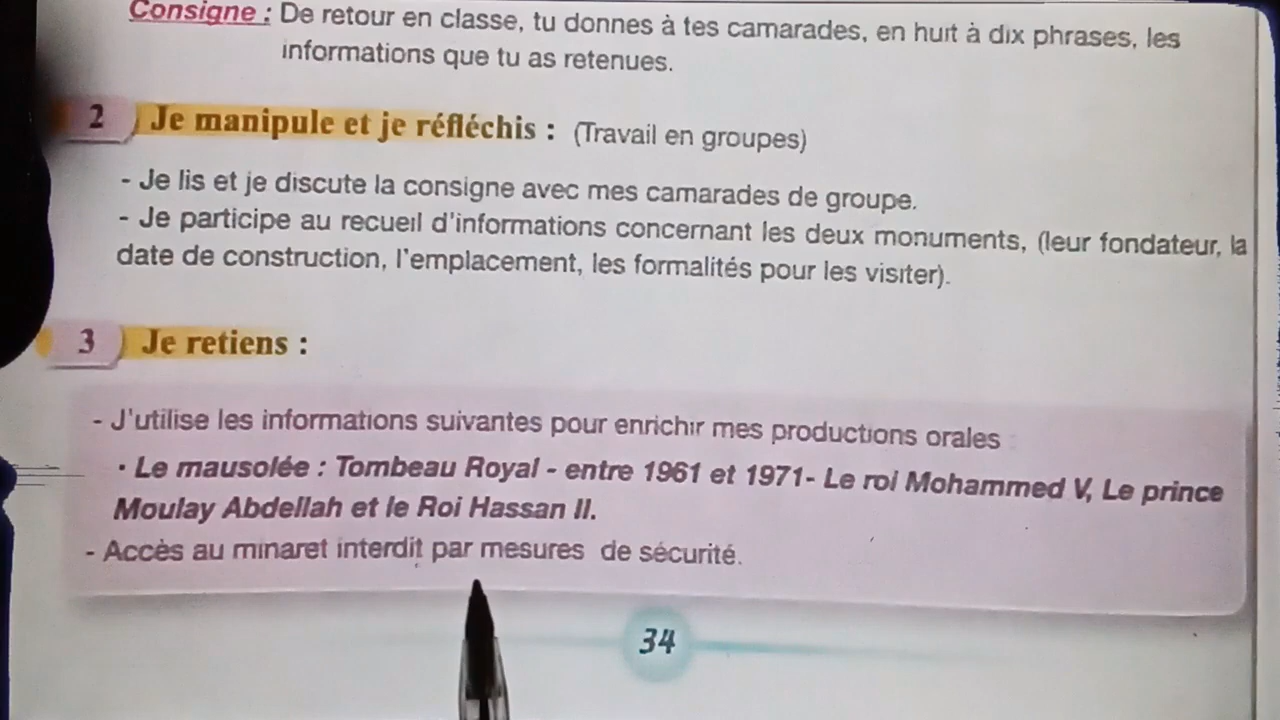 Consigne : De retour en classe, tu donnes à tes camarades, en huit à dix phrases, les
informations que tu as retenues.
2 Je manipule et je réfléchis : (Travail en groupes)
- Je lis et je discute la consigne avec mes camarades de groupe.
- Je participe au recueil d'informations concernant les deux monuments, (leur fondateur, la
date de construction, l'emplacement, les formalités pour les visiter).
3 Je retiens :
- J'utilise les informations suivantes pour enrichir mes productions orales
· Le mausolée : Tombeau Royal - entre 1961 et 1971- Le roi Mohammed V, Le prince
Moulay Abdellah et le Roi Hassan II.
- Accès au minaret interdit par mesures de sécurité.
34